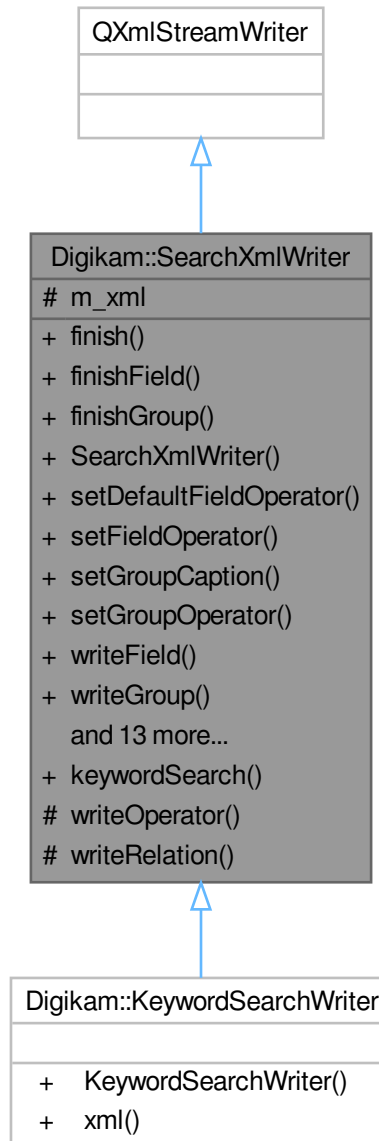 QXmlStreamWriter
Digikam::SearchXmlWriter
# m_xml
+ finish()
+ finishField()
+ finishGroup()
+ SearchXmlWriter()
+ setDefaultFieldOperator()
+ setFieldOperator()
+ setGroupCaption()
+ setGroupOperator()
+ writeField()
+ writeGroup()
and 13 more...
+ keywordSearch()
# writeOperator()
# writeRelation()
Digikam::KeywordSearchWriter
+ KeywordSearchWriter()
+ xml()